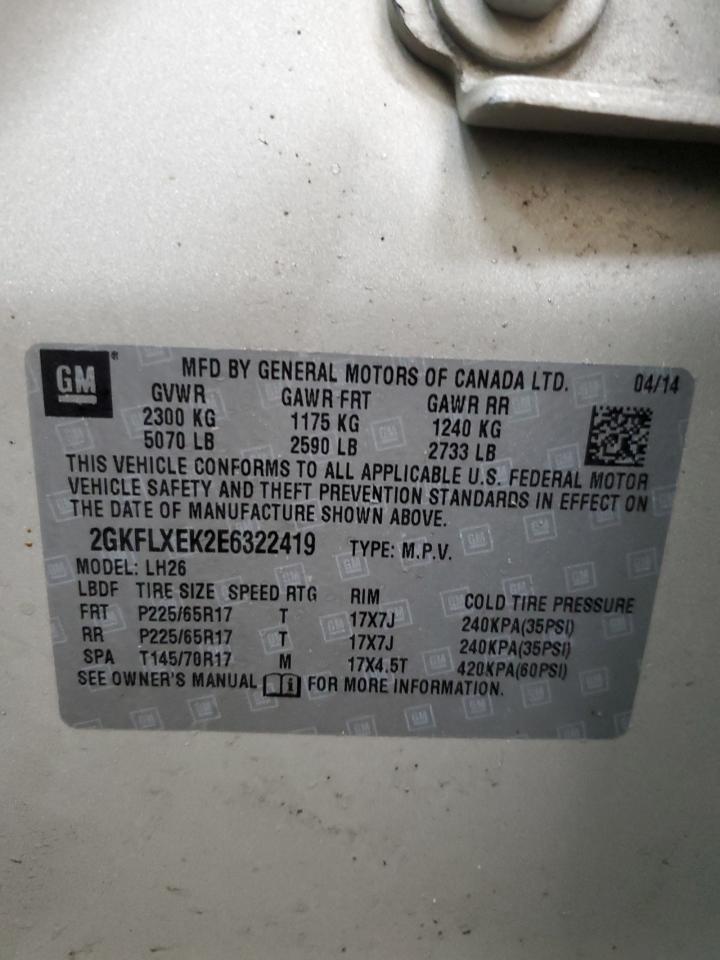 GM®
MFD BY GENERAL MOTORS OF CANADA LTD. 04/14
GVWR GAWR FRT GAWR RR
2300 KG 1175 KG 1240 KG
5070 LB 2590 LB 2733 LB
THIS VEHICLE CONFORMS TO ALL APPLICABLE U.S. FEDERAL MOTOR
VEHICLE SAFETY AND THEFT PREVENTION STANDARDS IN EFFECT ON
THE DATE OF MANUFACTURE SHOWN ABOVE.
2GKFLXEK2E6322419 TYPE: M.P.V.
MODEL: LH26
LBDF TIRE SIZE SPEED RTG RIM COLD TIRE PRESSURE
FRT P225/65R17 T 17X7J 240KPA(35PSI)
RR P225/65R17 T 17X7J 240KPA(35PSI)
SPA T145/70R17 M 17X4.5T 420KPA(60PSI)
SEE OWNER'S MANUAL i FOR MORE INFORMATION.